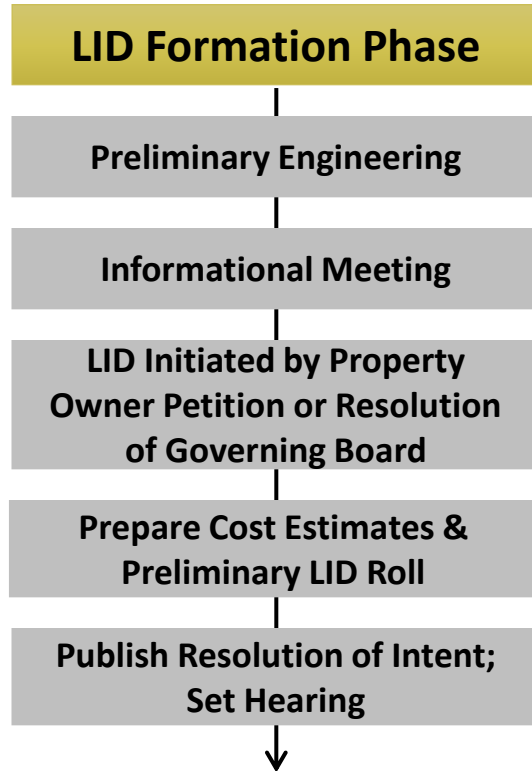 LID Formation Phase
Preliminary Engineering
Informational Meeting
LID Initiated by Property
Owner Petition or Resolution
of Governing Board
Prepare Cost Estimates &
Preliminary LID Roll
Publish Resolution of Intent;
Set Hearing